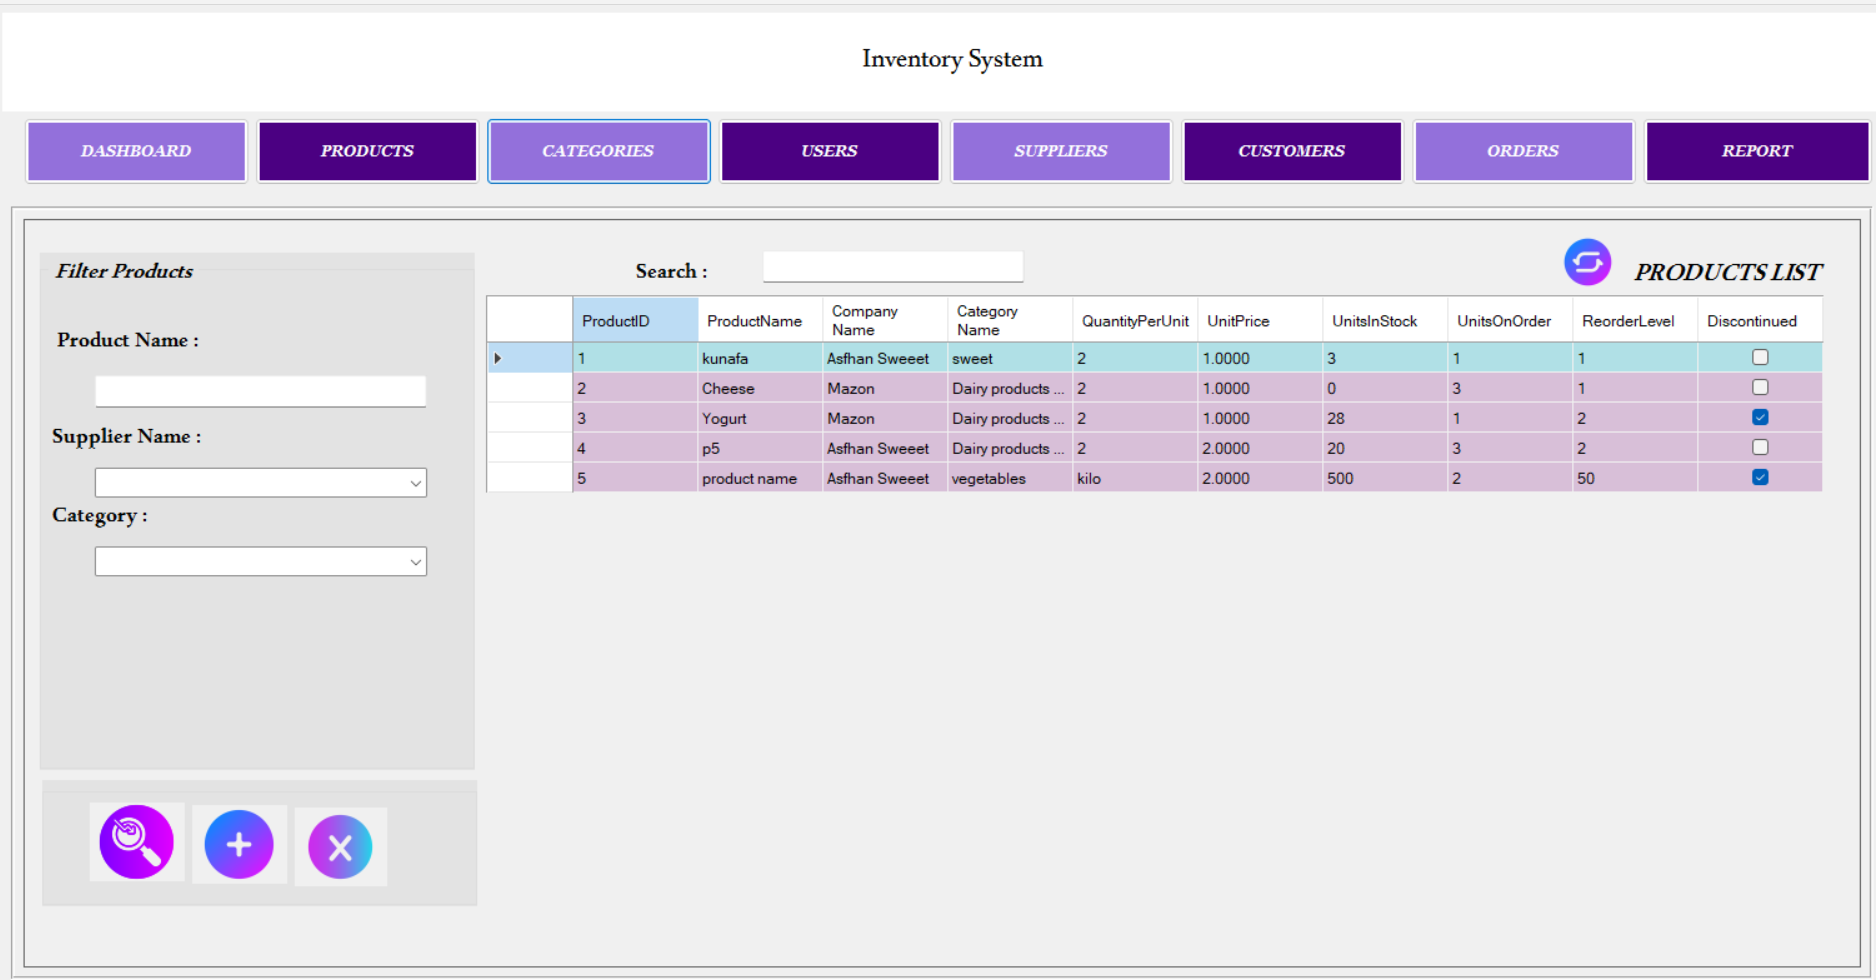 Inventory System
DASHBOARD PRODUCTS CATEGORIES USERS SUPPLIERS CUSTOMERS ORDERS REPORT
Filter Products
Product Name :
Supplier Name :
Category :
Search :
PRODUCTS LIST
ProductID ProductName Company Name Category Name QuantityPerUnit UnitPrice UnitsInStock UnitsOnOrder ReorderLevel Discontinued
1 kunafa Asfhan Sweeet sweet 2 1.0000 3 1 1
2 Cheese Mazon Dairy products ... 2 1.0000 0 3 1
3 Yogurt Mazon Dairy products ... 2 1.0000 28 1 2
4 p5 Asfhan Sweeet Dairy products ... 2 2.0000 20 3 2
5 product name Asfhan Sweeet vegetables kilo 2.0000 500 2 50